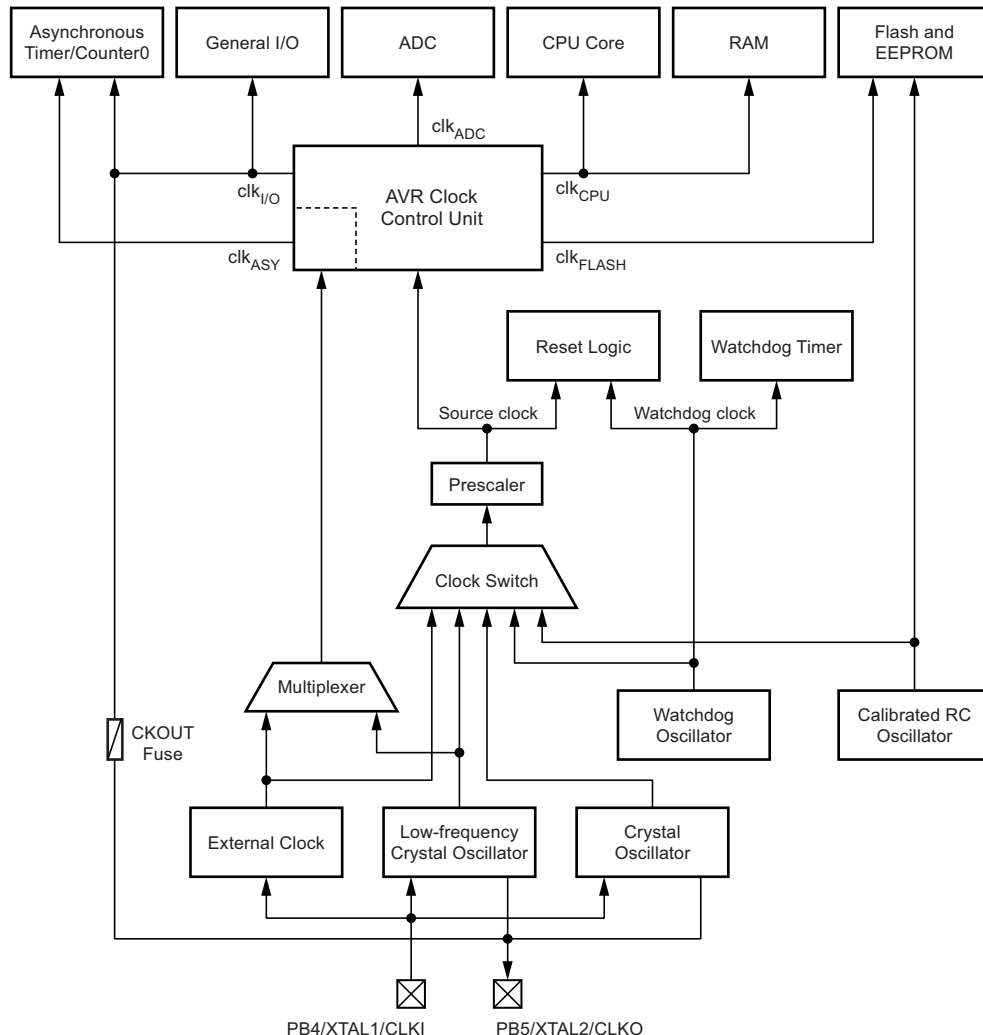 Asynchronous
Timer/Counter0
General I/O
ADC
CPU Core
RAM
Flash and
EEPROM
clkADC
clkI/O
AVR Clock
Control Unit
clkCPU
clkASY
clkFLASH
Reset Logic
Watchdog Timer
Source clock
Watchdog clock
Prescaler
Clock Switch
Multiplexer
CKOUT
Fuse
Watchdog
Oscillator
Calibrated RC
Oscillator
External Clock
Low-frequency
Crystal Oscillator
Crystal
Oscillator
PB4/XTAL1/CLKI
PB5/XTAL2/CLKO